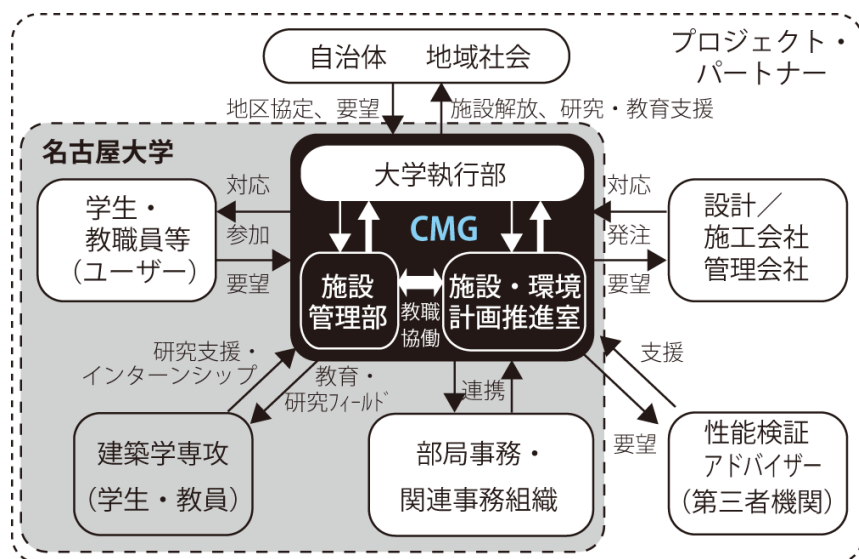 プロジェクト・
パートナー
自治体 地域社会
地区協定、要望
施設解放、研究・教育支援
名古屋大学
大学執行部
CMG
対応
参加
要望
学生・
教職員等
（ユーザー）
対応
発注
要望
設計／
施工会社
管理会社
施設
管理部
教職
協働
施設・環境
計画推進室
研究支援・
インターンシップ
教育・
研究フィールド
連携
支援
要望
建築学専攻
（学生・教員）
部局事務・
関連事務組織
性能検証
アドバイザー
（第三者機関）